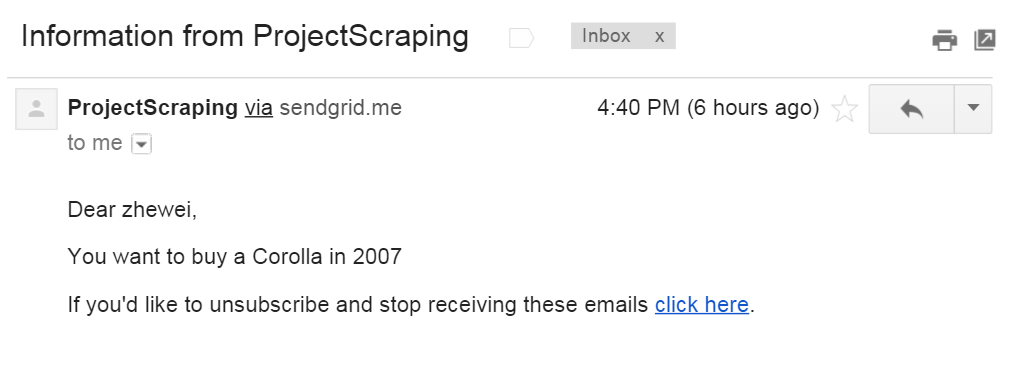 Information from ProjectScraping Inbox x
ProjectScraping via sendgrid.me 4:40 PM (6 hours ago)
to me
Dear zhewei,
You want to buy a Corolla in 2007
If you'd like to unsubscribe and stop receiving these emails click here.